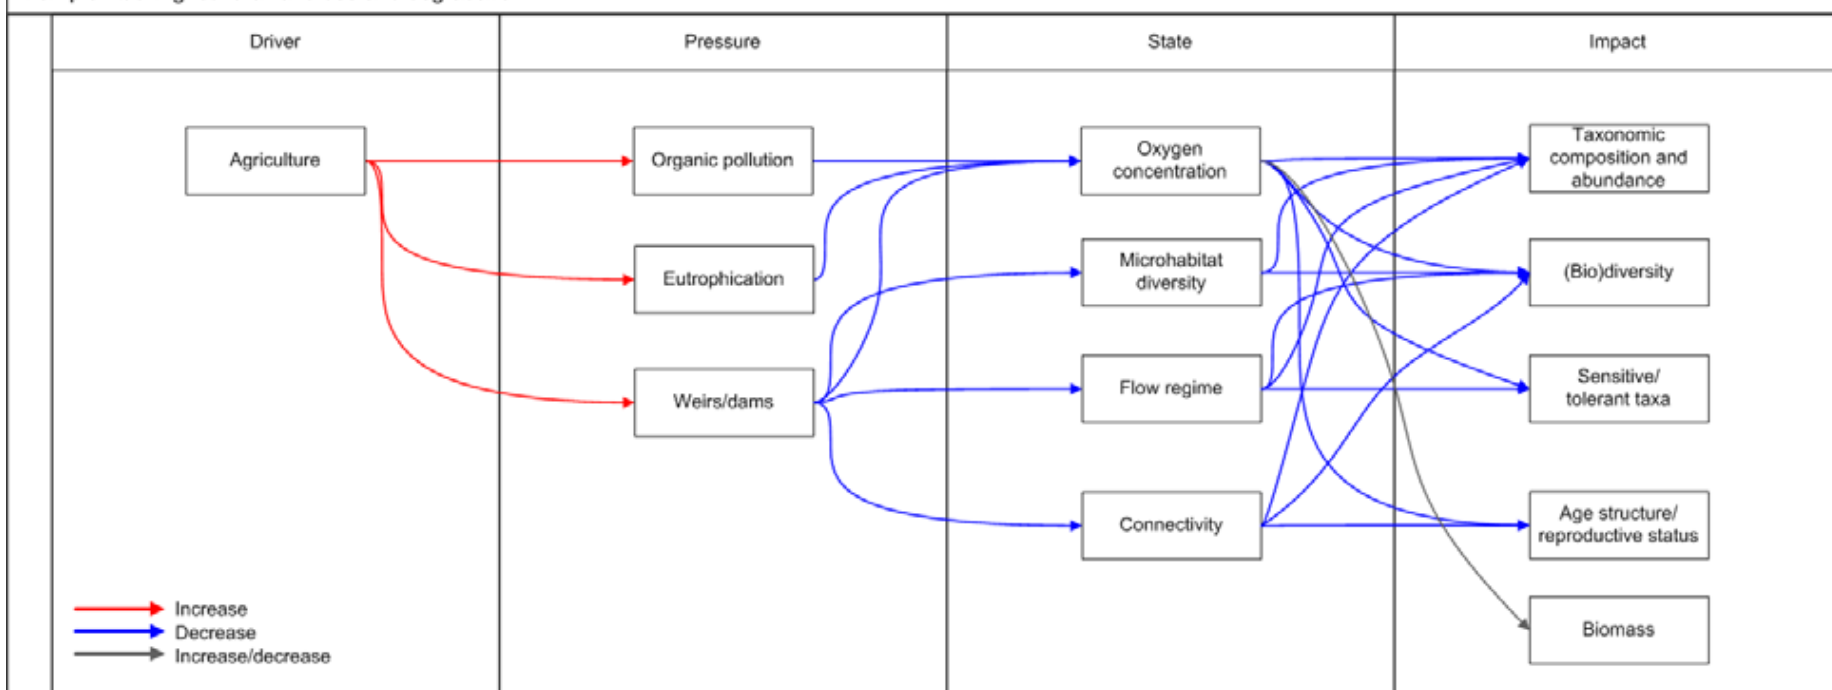 Driver
Pressure
State
Impact
Agriculture
Organic pollution
Eutrophication
Weirs/dams
Oxygen
concentration
Microhabitat
diversity
Flow regime
Connectivity
Taxonomic
composition and
abundance
(Bio)diversity
Sensitive/
tolerant taxa
Age structure/
reproductive status
Biomass
Increase
Decrease
Increase/decrease